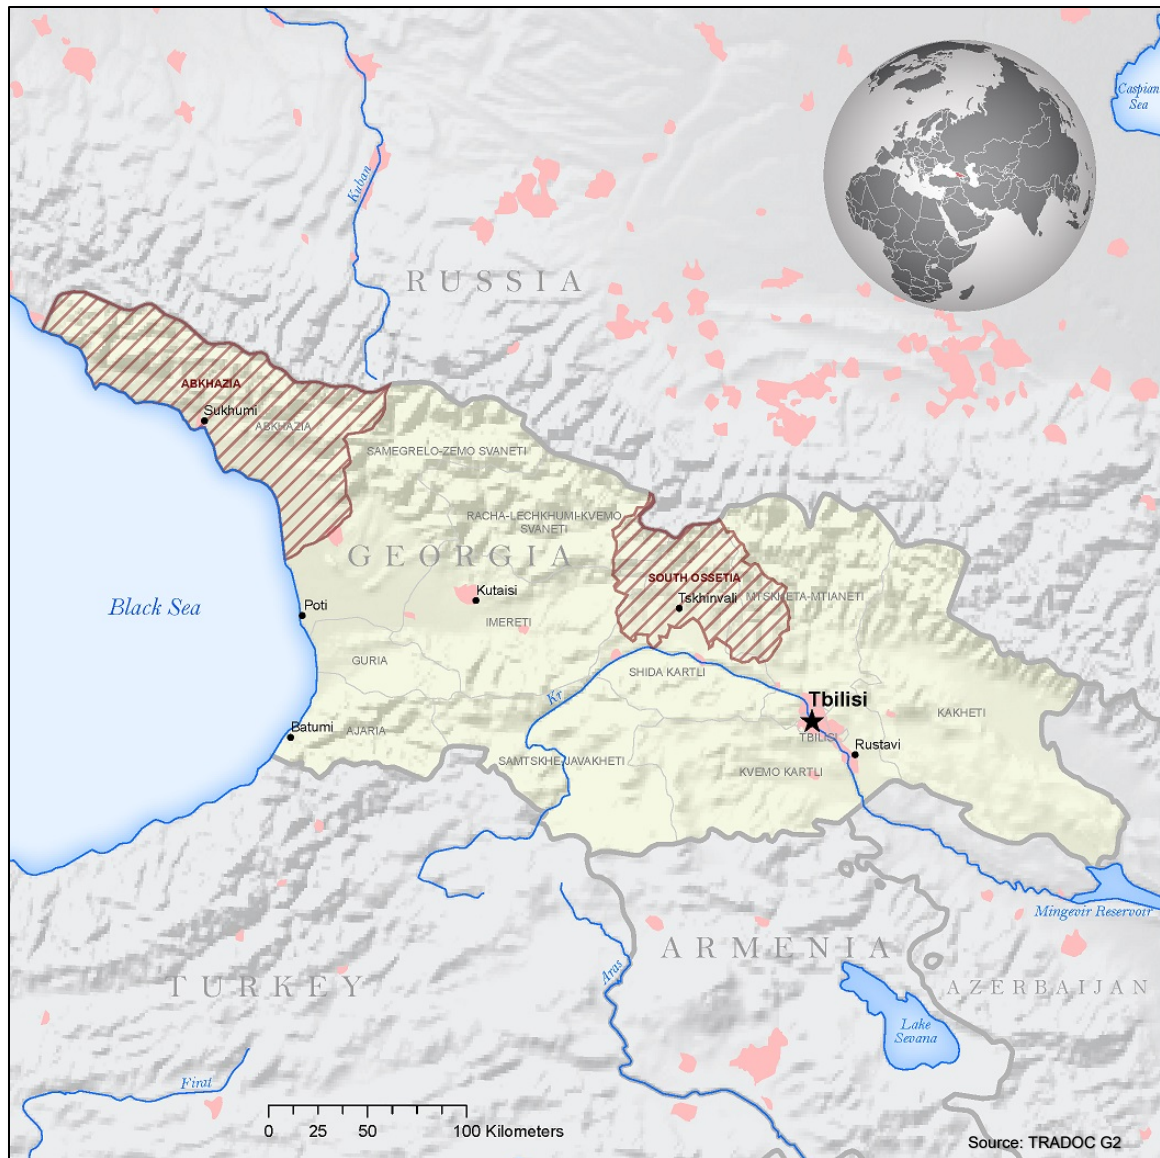 Caspian
Sea
Kuban
RUSSIA
ABKHAZIA
Sukhumi
ABKHAZIA
SAMEGRELO-ZEMO SVANETI
RACHA-LECHKHUMI-KVEMO
SVANETI
GEORGIA
SOUTH OSSETIA
Tskhinvali
MTSKHETA-MTIANETI
Kutaisi
Black Sea
Poti
IMERETI
GURIA
SHIDA KARTLI
Kr
Tbilisi
KAKHETI
Batumi
AJARIA
TBILISI
Rustavi
SAMTSKHE-JAVAKHETI
KVEMO KARTLI
Mingevir Reservoir
ARMENIA
Aras
TURKEY
AZERBAIJAN
Lake
Sevana
Firat
0 25 50 100 Kilometers
Source: TRADOC G2